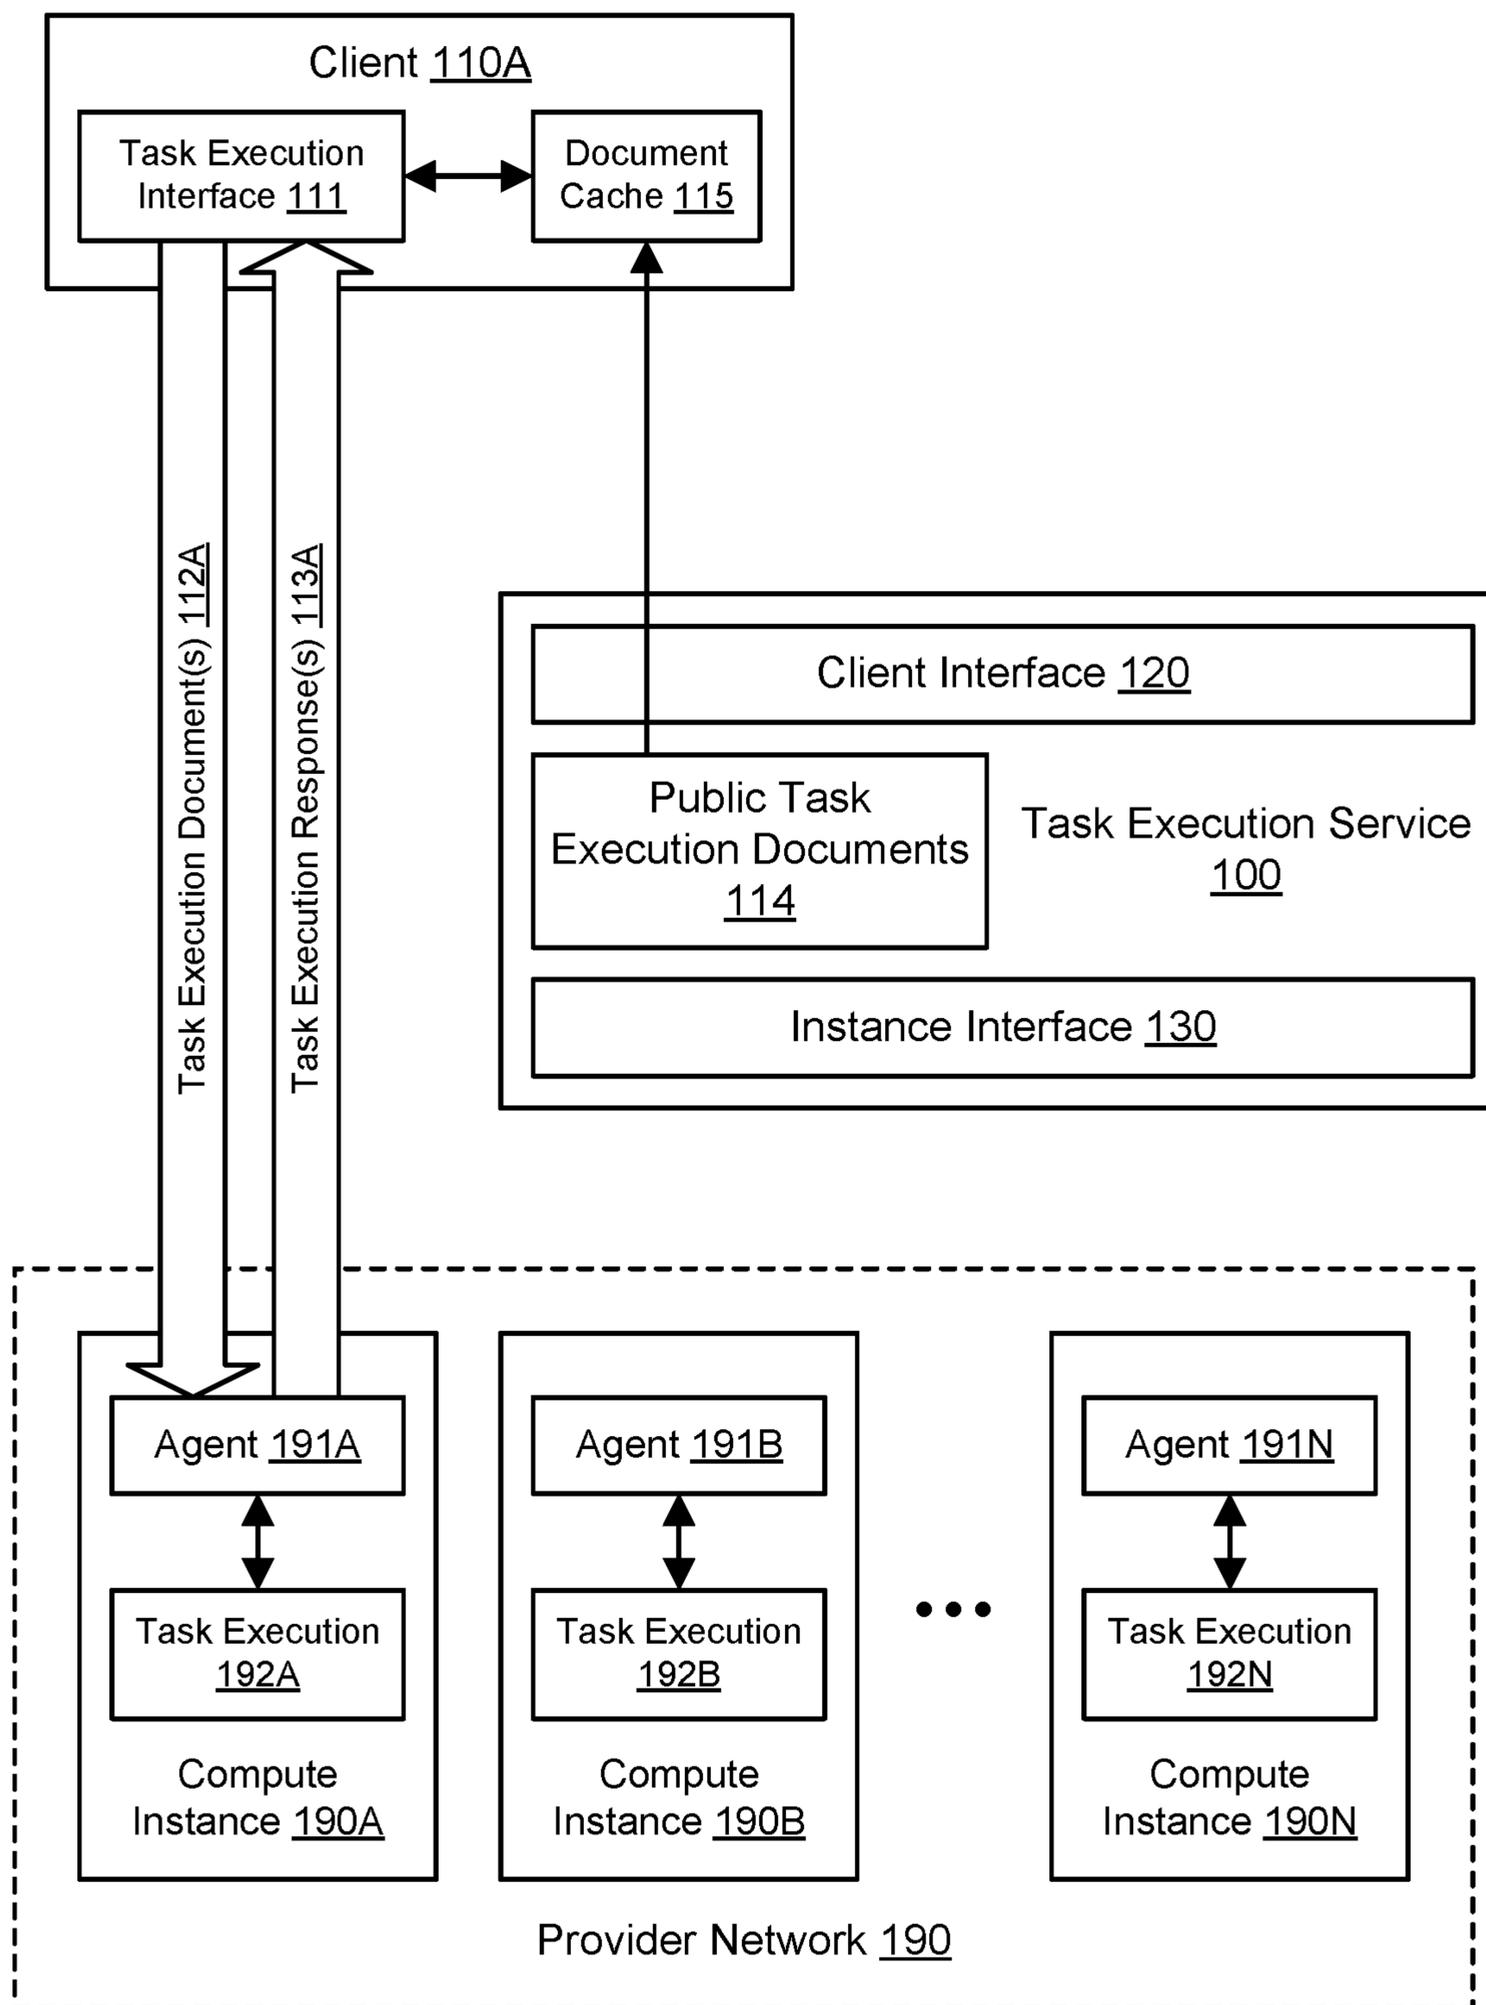 Client 110A
Task Execution
Interface 111
Document
Cache 115
Task Execution Document(s) 112A
Task Execution Response(s) 113A
Client Interface 120
Public Task
Execution Documents
114
Task Execution Service
100
Instance Interface 130
Agent 191A
Task Execution
192A
Compute
Instance 190A
Agent 191B
Task Execution
192B
Compute
Instance 190B
Agent 191N
Task Execution
192N
Compute
Instance 190N
Provider Network 190